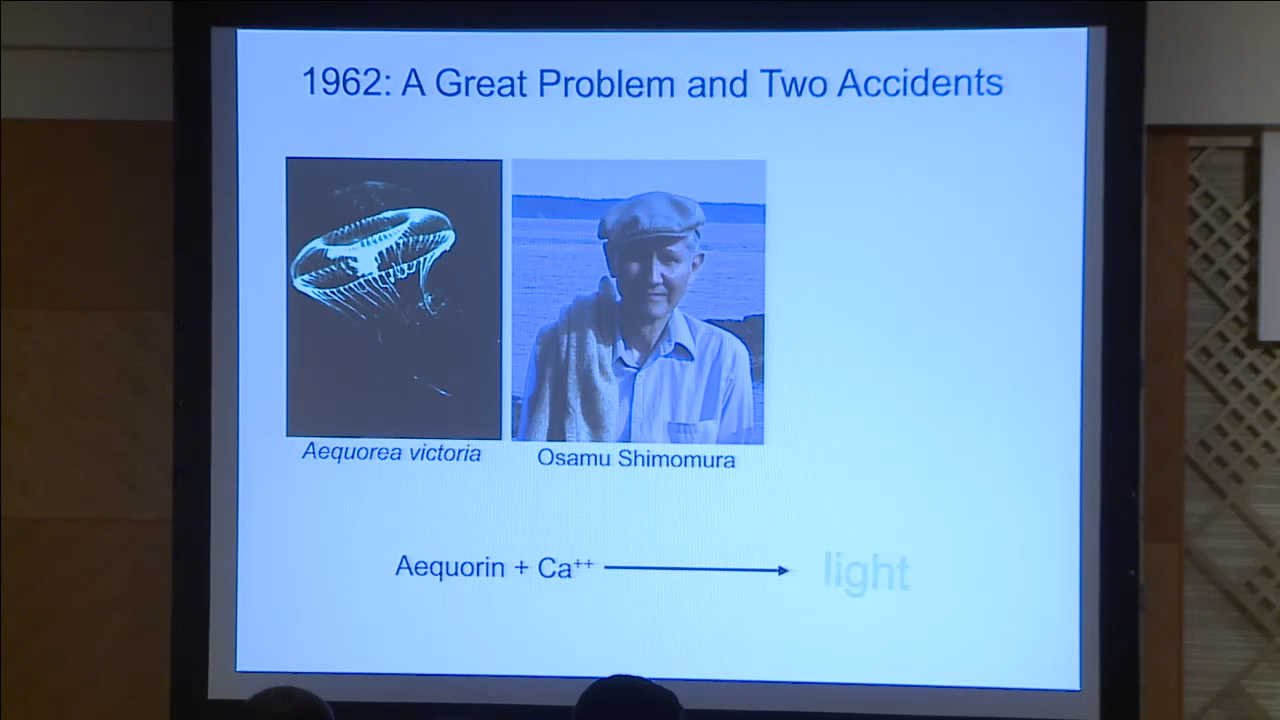 1962: A Great Problem and Two Accidents
Aequorea victoria
Osamu Shimomura
Aequorin + Ca⁺⁺
light